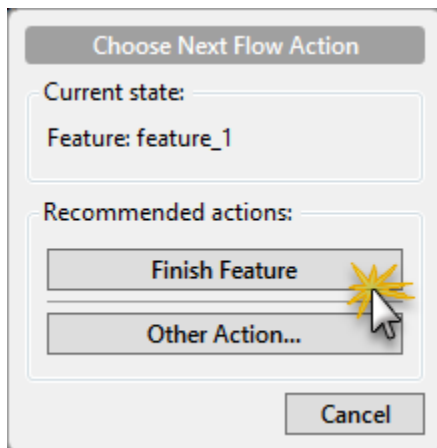 Choose Next Flow Action
Current state:
Feature: feature_1
Recommended actions:
Finish Feature
Other Action...
Cancel